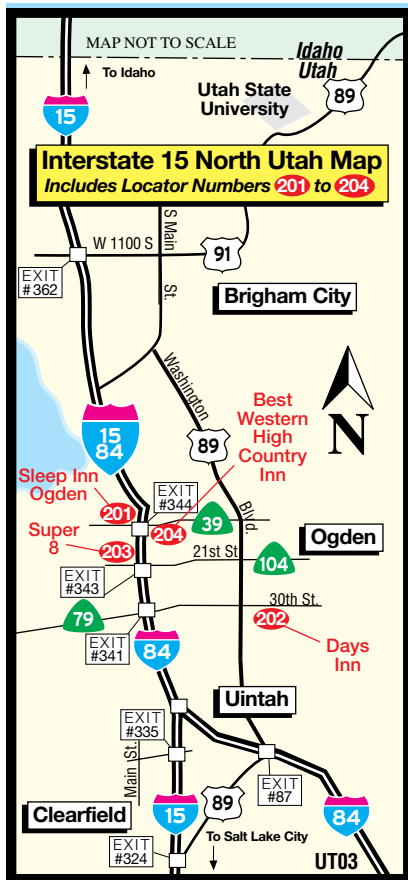 MAP NOT TO SCALE
Idaho
Utah
To Idaho
15
Utah State
University
89
Interstate 15 North Utah Map
Includes Locator Numbers 201 to 204
S Main
St.
W 1100 S
91
EXIT
#362
Brigham City
Washington
Blvd.
15
84
89
N
Best
Western
High
Country
Inn
Sleep Inn
Ogden
201
EXIT
#344
204
39
Super
8
203
Ogden
21st St
104
EXIT
#343
30th St.
79
202
EXIT
#341
84
Days
Inn
Uintah
EXIT
#335
Main St.
EXIT
#87
Clearfield
15
89
84
To Salt Lake City
EXIT
#324
UT03